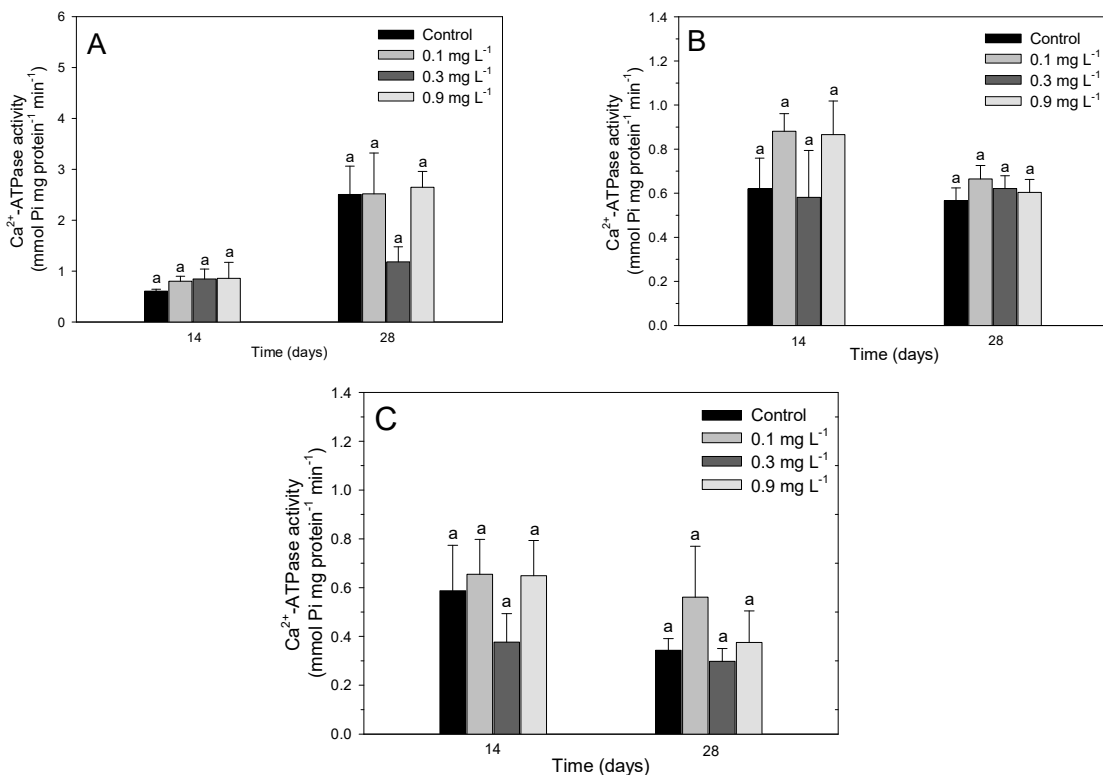 A
Control
0.1 mg L⁻¹
0.3 mg L⁻¹
0.9 mg L⁻¹
Ca²⁺-ATPase activity
(mmol Pi mg protein⁻¹ min⁻¹)
6
5
4
3
2
1
0
a a a a
a a a a
14 28
Time (days)
B
Control
0.1 mg L⁻¹
0.3 mg L⁻¹
0.9 mg L⁻¹
Ca²⁺-ATPase activity
(mmol Pi mg protein⁻¹ min⁻¹)
1.4
1.2
1.0
0.8
0.6
0.4
0.2
0.0
a a a a
a a a a
14 28
Time (days)
C
Control
0.1 mg L⁻¹
0.3 mg L⁻¹
0.9 mg L⁻¹
Ca²⁺-ATPase activity
(mmol Pi mg protein⁻¹ min⁻¹)
1.4
1.2
1.0
0.8
0.6
0.4
0.2
0.0
a a a a
a a a a
14 28
Time (days)